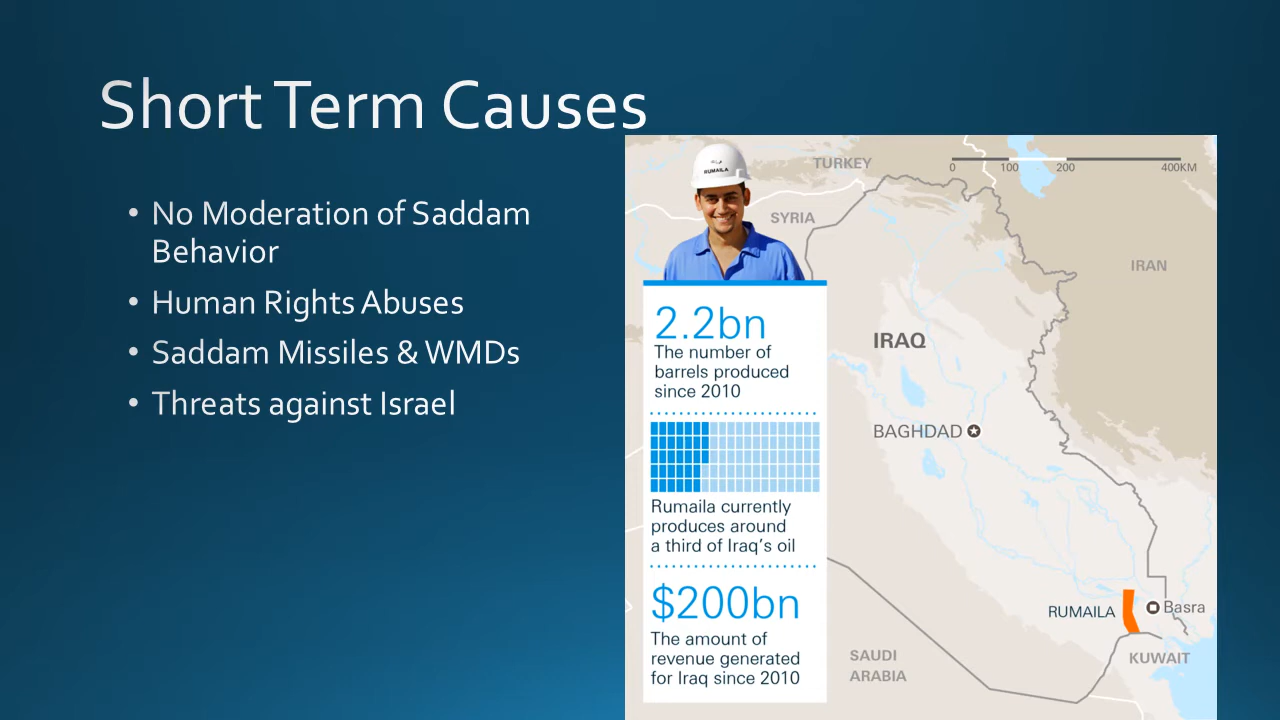 Short Term Causes
• No Moderation of Saddam
Behavior
• Human Rights Abuses
• Saddam Missiles & WMDs
• Threats against Israel
RUMAILA
2.2bn
The number of
barrels produced
since 2010
Rumaila currently
produces around
a third of Iraq's oil
$200bn
The amount of
revenue generated
for Iraq since 2010
TURKEY
0 100 200 400KM
SYRIA
IRAN
IRAQ
BAGHDAD
RUMAILA
Basra
KUWAIT
SAUDI
ARABIA